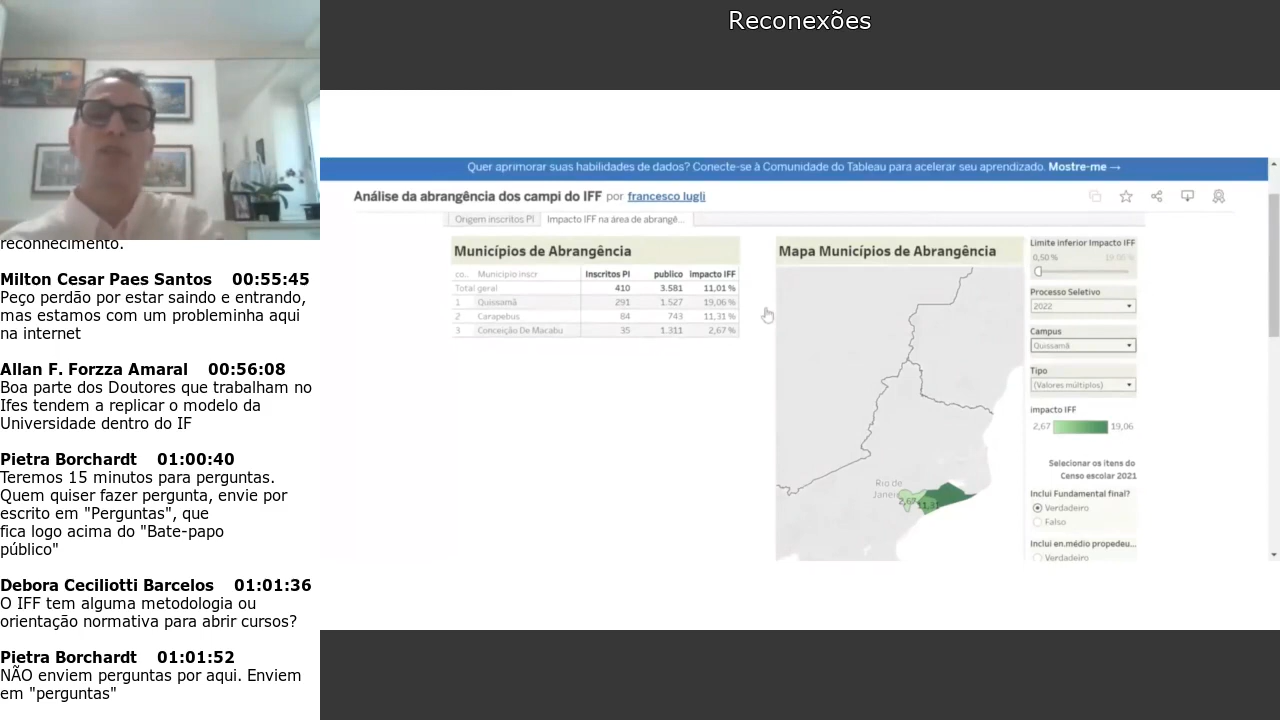 Reconexões
reconhecimento.
Milton Cesar Paes Santos 00:55:45
Peço perdão por estar saindo e entrando,
mas estamos com um probleminha aqui
na internet
Allan F. Forzza Amaral 00:56:08
Boa parte dos Doutores que trabalham no
Ifes tendem a replicar o modelo da
Universidade dentro do IF
Pietra Borchardt 01:00:40
Teremos 15 minutos para perguntas.
Quem quiser fazer pergunta, envie por
escrito em "Perguntas", que
fica logo acima do "Bate-papo
público"
Debora Ceciliotti Barcelos 01:01:36
O IFF tem alguma metodologia ou
orientação normativa para abrir cursos?
Pietra Borchardt 01:01:52
NÃO enviem perguntas por aqui. Enviem
em "perguntas"
Quer aprimorar suas habilidades de dados? Conecte-se à Comunidade do Tableau para acelerar seu aprendizado. Mostre-me →
Análise da abrangência dos campi do IFF por francesco lugli
Origem inscritos PI Impacto IFF na área de abrangê...
Municípios de Abrangência
co.. Município inscr Inscritos PI publico impacto IFF
Total geral 410 3.581 11,01 %
1 Quissamã 291 1.527 19,06 %
2 Carapebus 84 743 11,31 %
3 Conceição De Macabu 35 1.311 2,67 %
Mapa Municípios de Abrangência
Rio de
Janeiro
2,67
11,31
Limite inferior Impacto IFF
0,50 % 19,00 %
Processo Seletivo
2022
Campus
Quissamã
Tipo
(Valores múltiplos)
impacto IFF
2,67 19,06
Selecionar os itens do
Censo escolar 2021
Inclui Fundamental final?
Verdadeiro
Falso
Inclui en.médio propedeu...
Verdadeiro